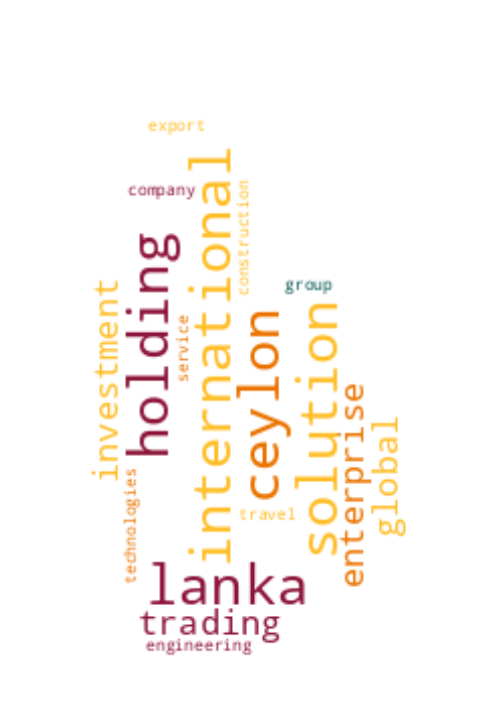 export
company
international
construction
holding
group
investment
service
ceylon
solution
enterprise
global
technologies
travel
lanka
trading
engineering